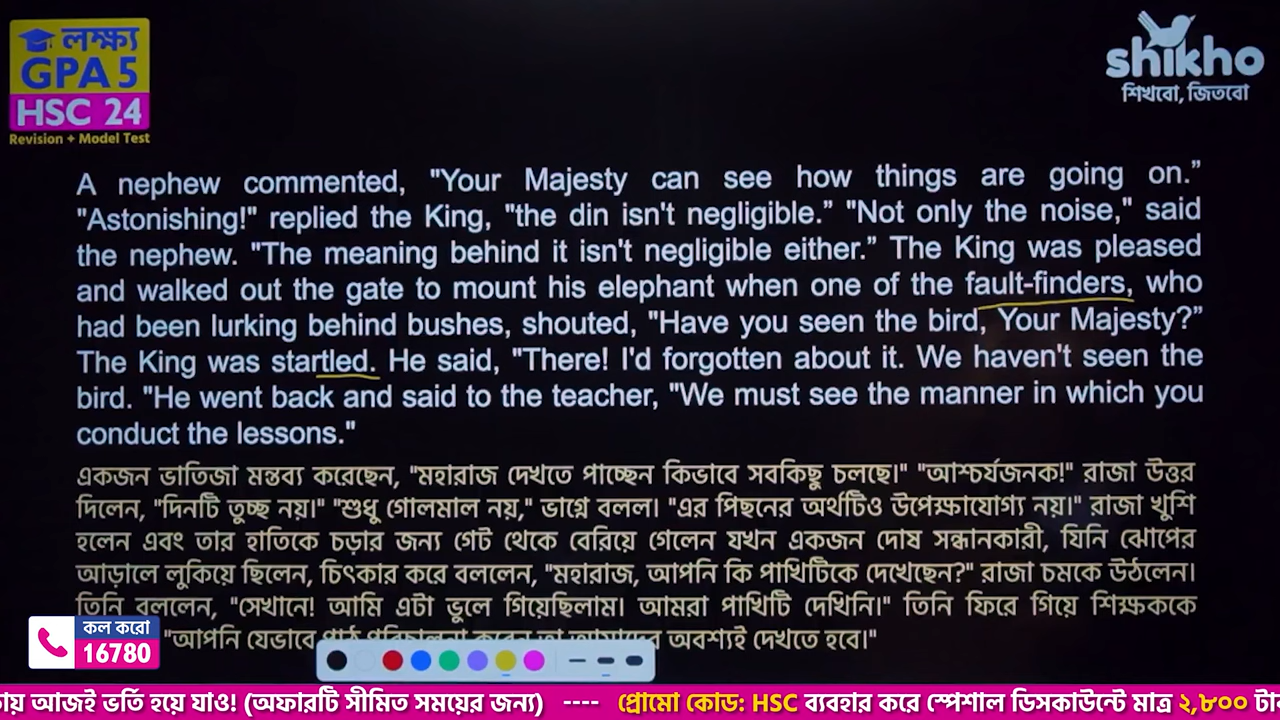 লক্ষ্য
GPA 5
HSC 24
Revision + Model Test
shikho
শিখবো, জিতবো
A nephew commented, "Your Majesty can see how things are going on.”
"Astonishing!" replied the King, "the din isn't negligible.” "Not only the noise," said
the nephew. "The meaning behind it isn't negligible either.” The King was pleased
and walked out the gate to mount his elephant when one of the fault-finders, who
had been lurking behind bushes, shouted, "Have you seen the bird, Your Majesty?”
The King was startled. He said, "There! I'd forgotten about it. We haven't seen the
bird. "He went back and said to the teacher, "We must see the manner in which you
conduct the lessons."
একজন ভাতিজা মন্তব্য করেছেন, "মহারাজ দেখতে পাচ্ছেন কিভাবে সবকিছু চলছে।" "আশ্চর্যজনক!" রাজা উত্তর
দিলেন, "দিনটি তুচ্ছ নয়।" "শুধু গোলমাল নয়," ভাগ্নে বলল। "এর পিছনের অর্থটিও উপেক্ষাযোগ্য নয়।" রাজা খুশি
হলেন এবং তার হাতিকে চড়ার জন্য গেট থেকে বেরিয়ে গেলেন যখন একজন দোষ সন্ধানকারী, যিনি ঝোপের
আড়ালে লুকিয়ে ছিলেন, চিৎকার করে বললেন, "মহারাজ, আপনি কি পাখিটিকে দেখেছেন?" রাজা চমকে উঠলেন।
তিনি বললেন, "সেখানে! আমি এটা ভুলে গিয়েছিলাম। আমরা পাখিটি দেখিনি।" তিনি ফিরে গিয়ে শিক্ষককে
"আপনি যেভাবে অবশ্যই দেখতে হবে।"
কল করো
16780
আজই ভর্তি হয়ে যাও! (অফারটি সীমিত সময়ের জন্য) ---- প্রোমো কোড: HSC ব্যবহার করে স্পেশাল ডিসকাউন্টে মাত্র ২,৮০০